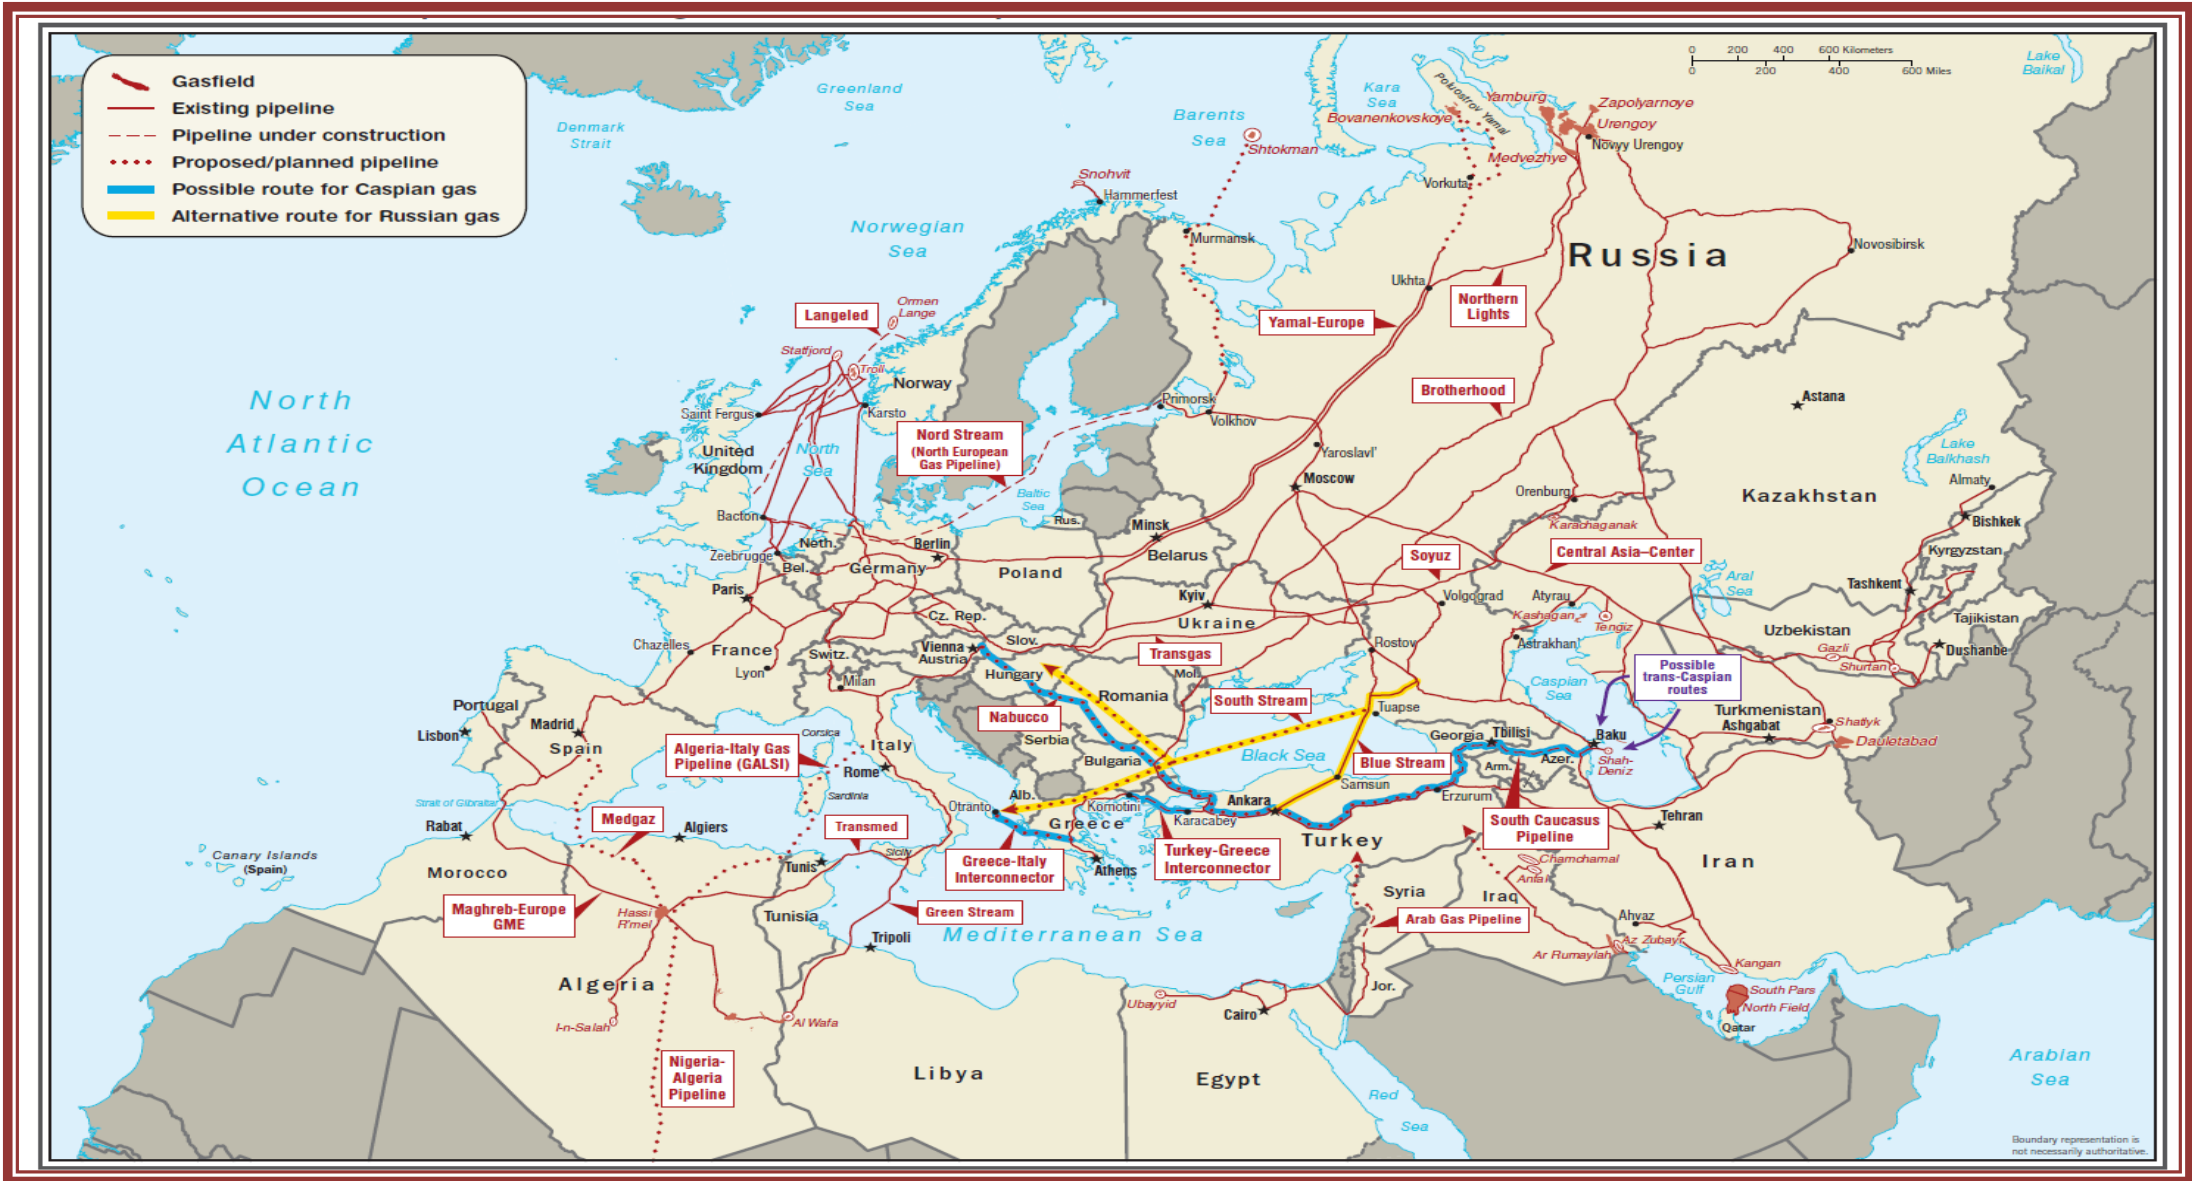 Gasfield
Existing pipeline
Pipeline under construction
Proposed/planned pipeline
Possible route for Caspian gas
Alternative route for Russian gas
0 200 400 600 Kilometers
0 200 400 600 Miles
Lake
Baikal
Greenland
Sea
Denmark
Strait
Barents
Sea
Kara
Sea
Poluostrov Yamal
Yamburg
Zapolyarnoye
Bovanenkovskoye
Urengoy
Novyy Urengoy
Medvezhye
Shtokman
Vorkuta
Snohvit
Hammerfest
Norwegian
Sea
Murmansk
Russia
Novosibirsk
Ukhta
Northern
Lights
Yamal-Europe
Langeled
Ormen
Lange
Statfjord
Troll
Norway
Karsto
Saint Fergus
Brotherhood
Astana
Primorsk
Volkhov
North
Atlantic
Ocean
United
Kingdom
North
Sea
Nord Stream
(North European
Gas Pipeline)
Yaroslavl'
Moscow
Lake
Balkhash
Almaty
Kazakhstan
Orenburg
Karachaganak
Baltic
Sea
Rus.
Minsk
Belarus
Bacton
Zeebrugge
Neth.
Bel.
Berlin
Germany
Poland
Bishkek
Kyrgyzstan
Soyuz
Central Asia–Center
Aral
Sea
Tashkent
Paris
Kyiv
Ukraine
Volgograd
Atyrau
Kashagan
Tengiz
Astrakhan'
Uzbekistan
Gazli
Shurtan
Tajikistan
Dushanbe
Cz. Rep.
Slov.
Vienna
Austria
Hungary
Chazelles
France
Lyon
Switz.
Milan
Transgas
Mol.
Rostov
Romania
South Stream
Caspian
Sea
Possible
trans-Caspian
routes
Turkmenistan
Ashgabat
Shatlyk
Dauletabad
Portugal
Lisbon
Madrid
Spain
Corsica
Italy
Rome
Sardinia
Algeria-Italy Gas
Pipeline (GALSI)
Nabucco
Serbia
Bulgaria
Black Sea
Tuapse
Georgia
Tbilisi
Baku
Shah-
Deniz
Azer.
Arm.
Blue Stream
Samsun
Erzurum
Ankara
Karacabey
Turkey
Alb.
Otranto
Komotini
Greece
Athens
Greece-Italy
Interconnector
Turkey-Greece
Interconnector
South Caucasus
Pipeline
Tehran
Iran
Strait of Gibraltar
Rabat
Medgaz
Algiers
Transmed
Sicily
Tunis
Tunisia
Canary Islands
(Spain)
Morocco
Maghreb-Europe
GME
Hassi
R'mel
Green Stream
Tripoli
Mediterranean Sea
Syria
Iraq
Chamchamal
Anfal
Arab Gas Pipeline
Ahvaz
Az Zubayr
Ar Rumaylah
Kangan
Persian
Gulf
South Pars
North Field
Qatar
Jor.
Algeria
I-n-Salah
Al Wafa
Ubayyid
Cairo
Libya
Egypt
Nigeria-
Algeria
Pipeline
Red
Sea
Arabian
Sea
Boundary representation is
not necessarily authoritative.